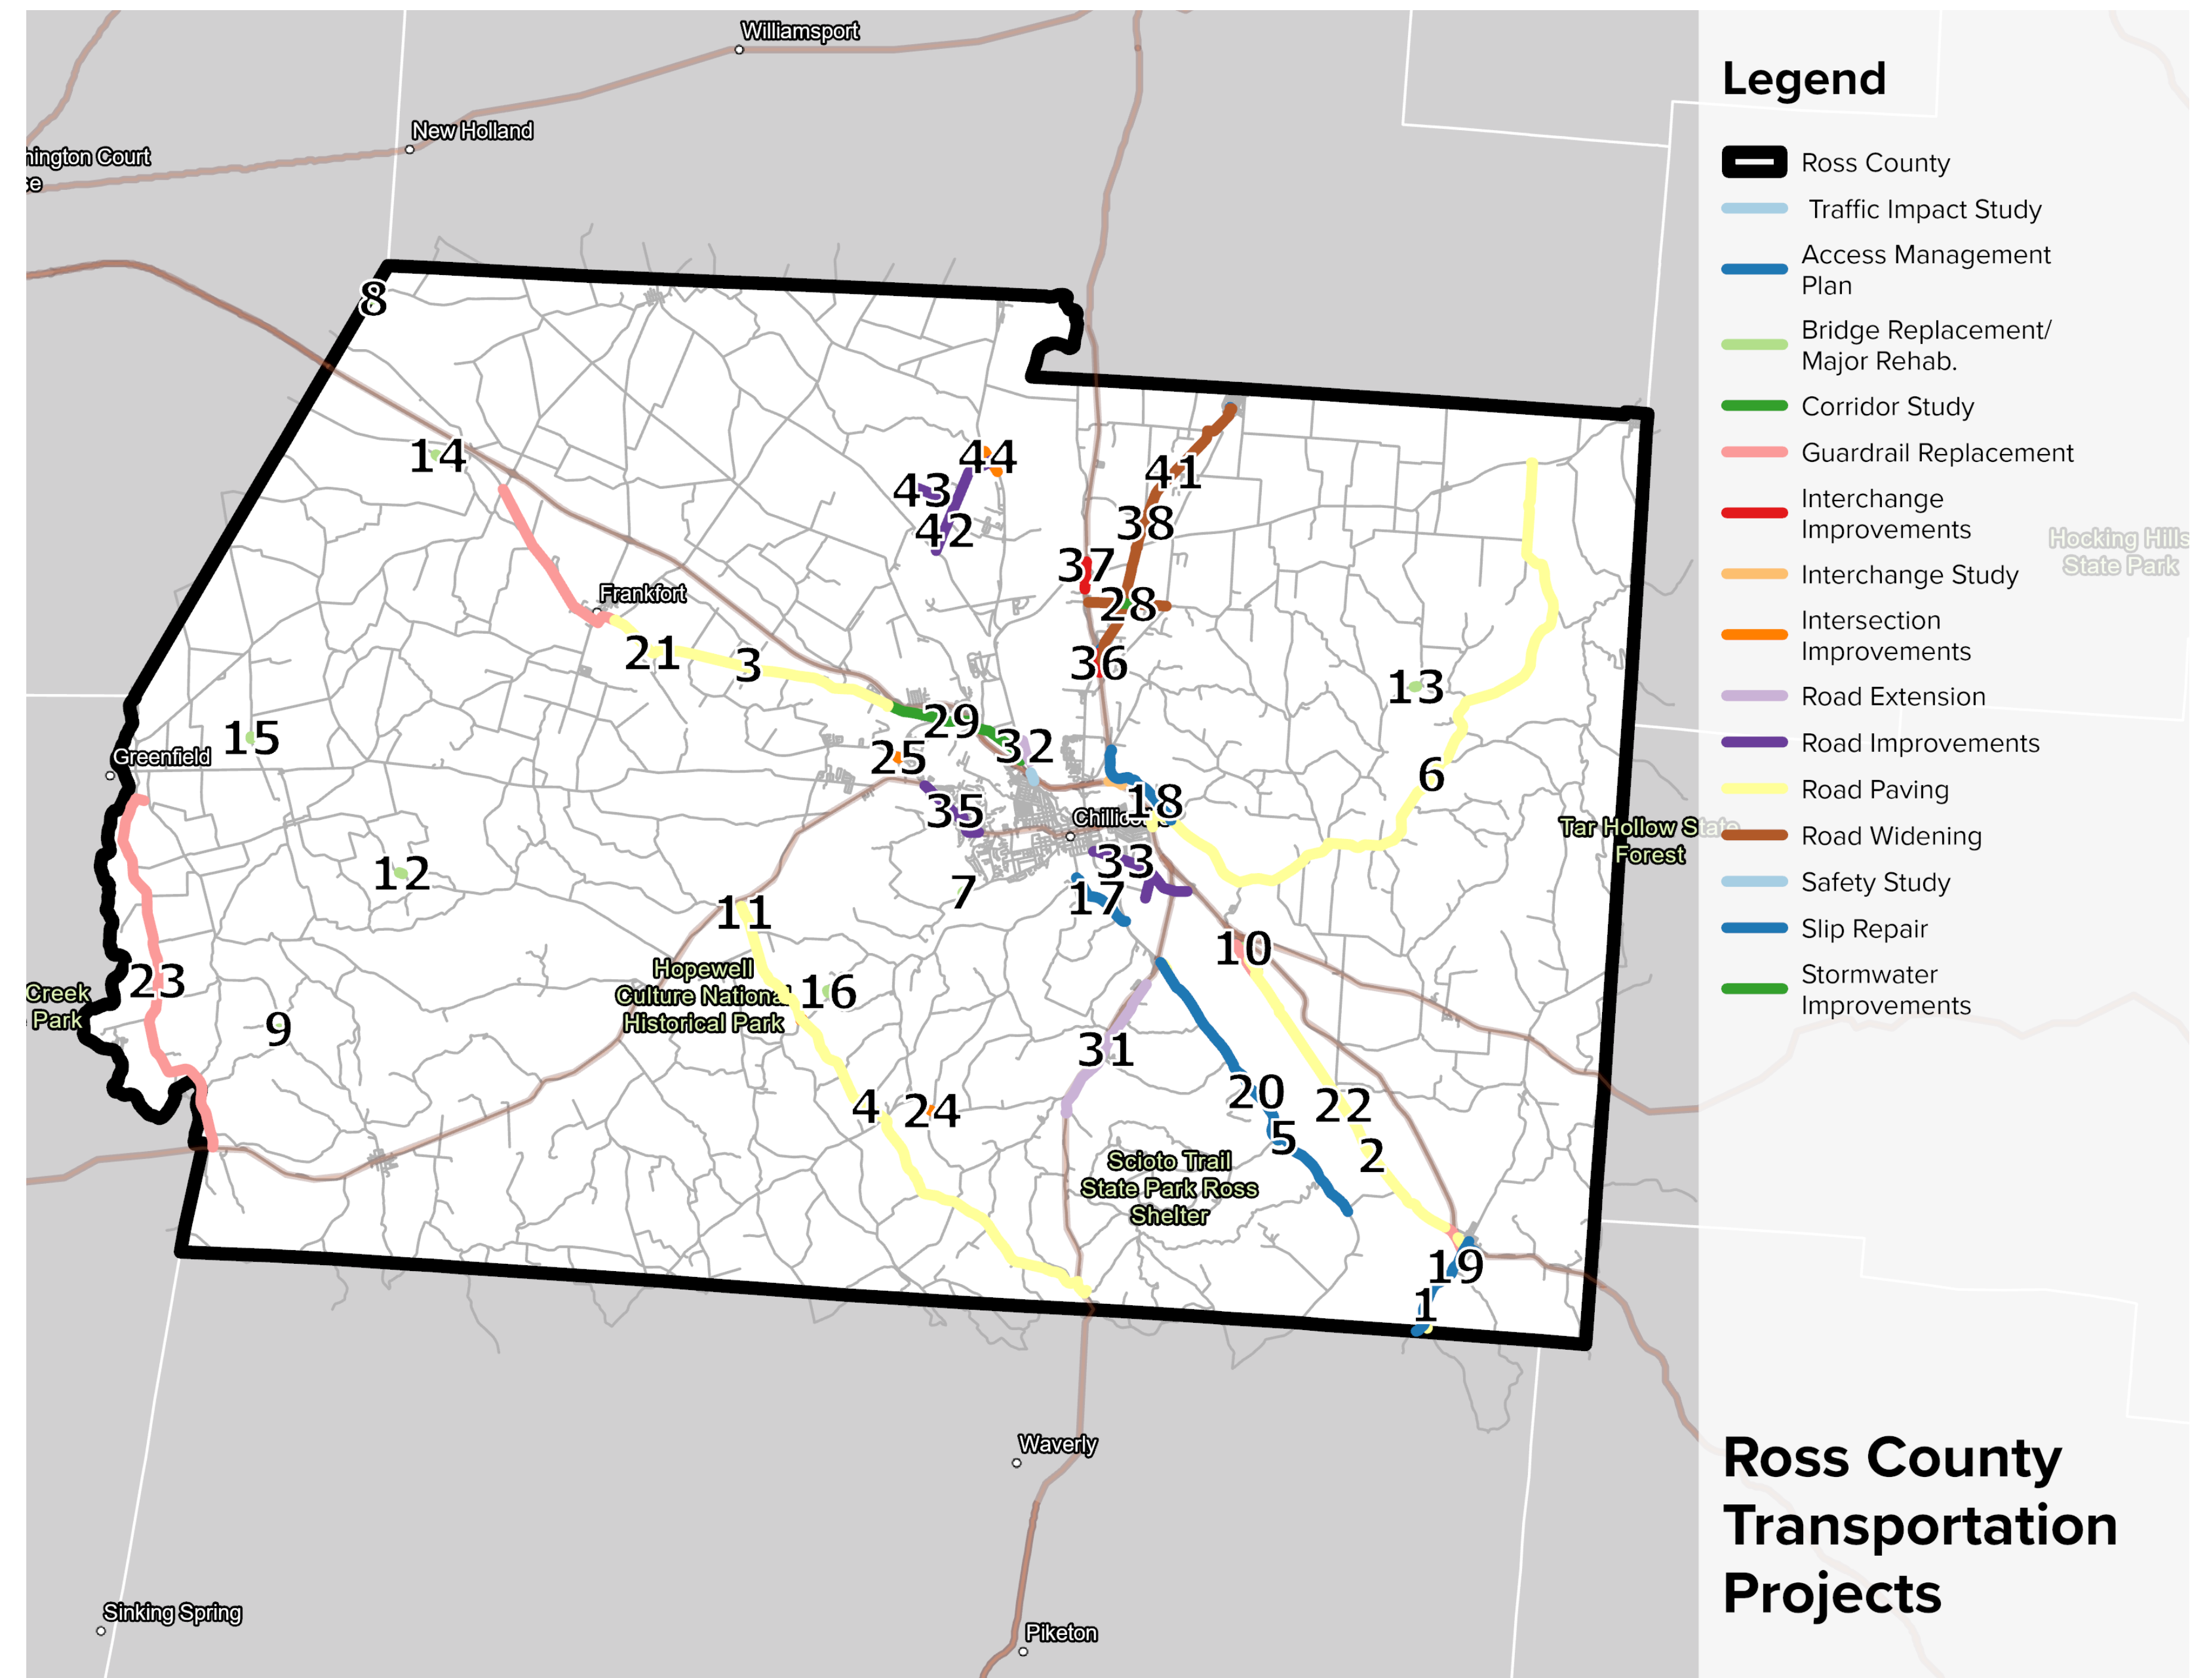 Williamsport
New Holland
hington Court
se
8
14
44
43
42
41
38
37
28
36
Frankfort
21
3
13
29
32
25
15
Greenfield
6
18
35
Chillic
33
12
7
17
Tar Hollow State
Forest
11
10
Hopewell
Culture National
Historical Park
16
23
Creek
Park
9
31
20
22
4
24
5
2
Scioto Trail
State Park Ross
Shelter
19
1
Waverly
Sinking Spring
Piketon
Legend
Ross County
Traffic Impact Study
Access Management
Plan
Bridge Replacement/
Major Rehab.
Corridor Study
Guardrail Replacement
Interchange
Improvements
Interchange Study
Intersection
Improvements
Road Extension
Road Improvements
Road Paving
Road Widening
Safety Study
Slip Repair
Stormwater
Improvements
Hocking Hills
State Park
Ross County
Transportation
Projects